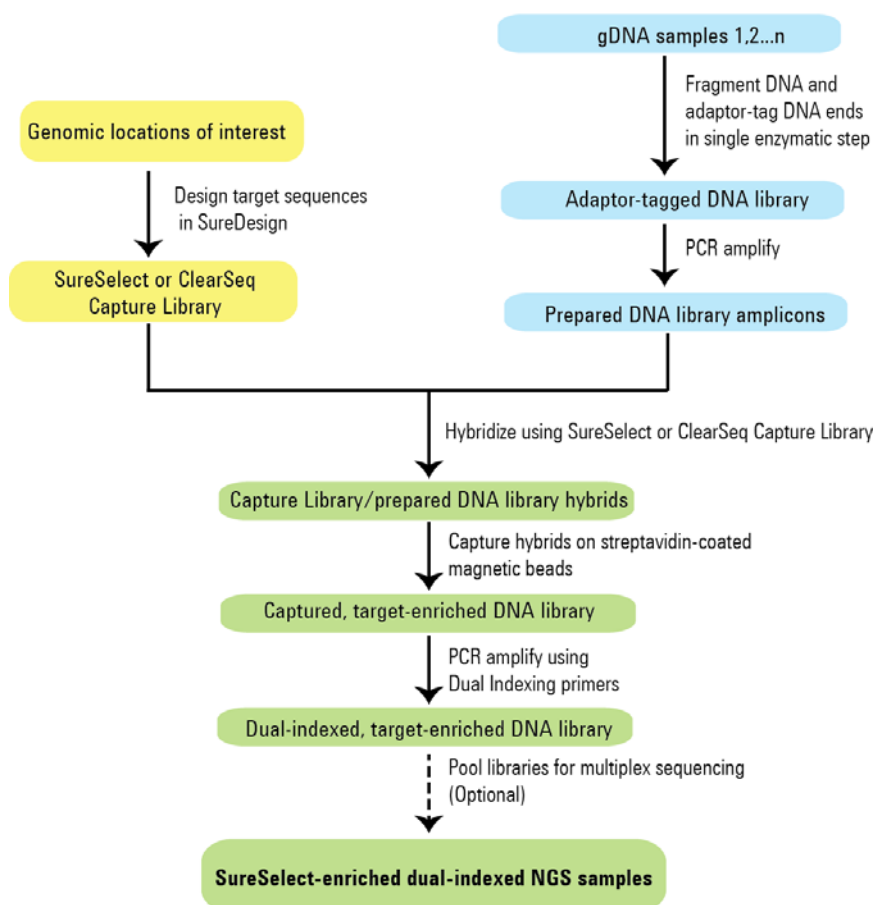 gDNA samples 1,2...n
Fragment DNA and
adaptor-tag DNA ends
in single enzymatic step
Genomic locations of interest
Design target sequences
in SureDesign
Adaptor-tagged DNA library
PCR amplify
SureSelect or ClearSeq
Capture Library
Prepared DNA library amplicons
Hybridize using SureSelect or ClearSeq Capture Library
Capture Library/prepared DNA library hybrids
Capture hybrids on streptavidin-coated
magnetic beads
Captured, target-enriched DNA library
PCR amplify using
Dual Indexing primers
Dual-indexed, target-enriched DNA library
Pool libraries for multiplex sequencing
(Optional)
SureSelect-enriched dual-indexed NGS samples